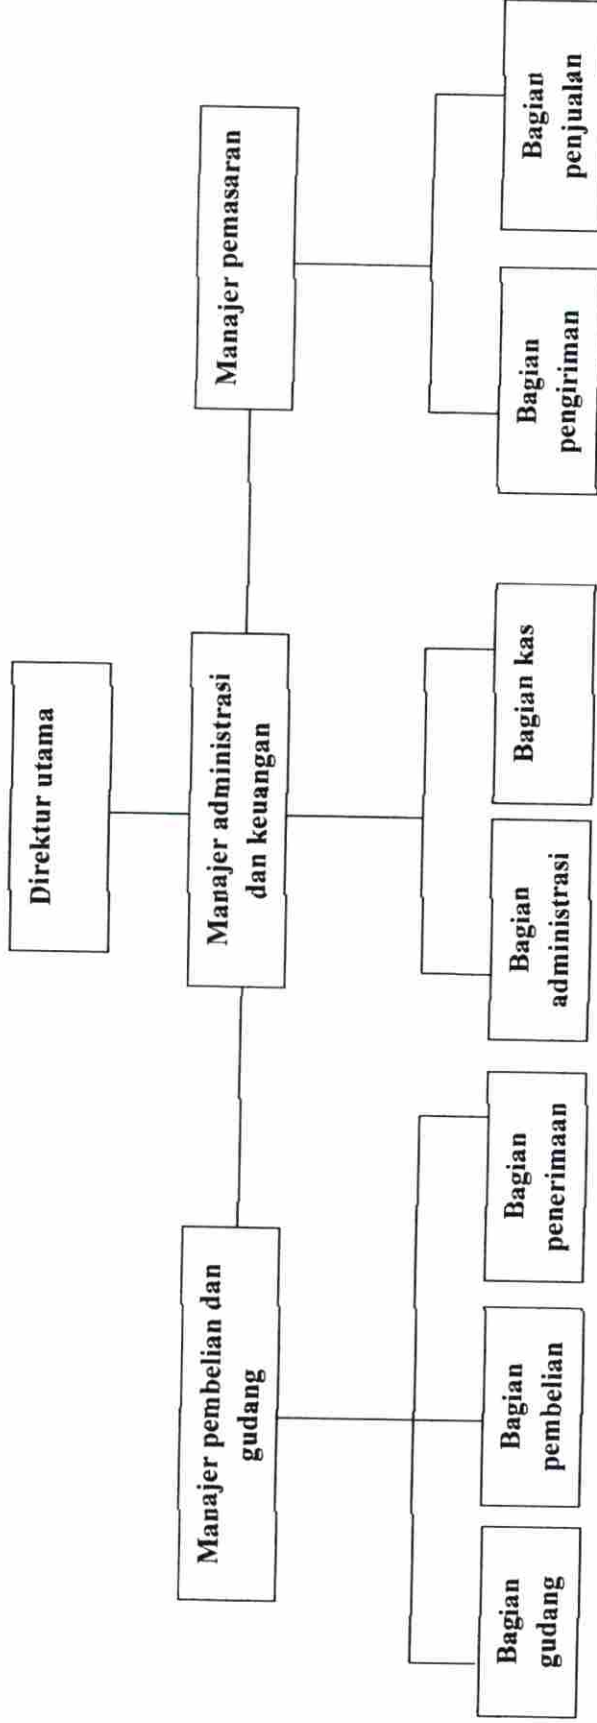 Direktur utama
Manajer pembelian dan
gudang
Manajer administrasi
dan keuangan
Manajer pemasaran
Bagian
gudang
Bagian
pembelian
Bagian
penerimaan
Bagian
administrasi
Bagian kas
Bagian
pengiriman
Bagian
penjualan